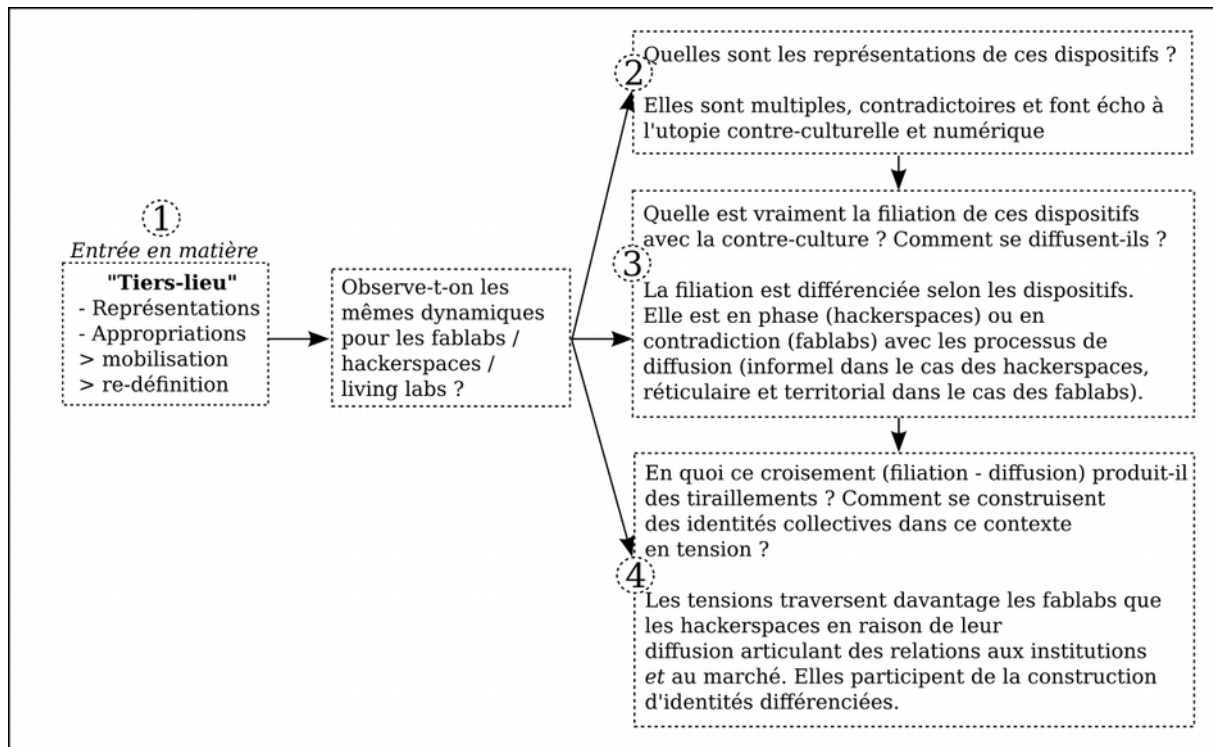 1
Entrée en matière
"Tiers-lieu"
- Représentations
- Appropriations
> mobilisation
> re-définition
Observe-t-on les
mêmes dynamiques
pour les fablabs /
hackerspaces /
living labs ?
2
Quelles sont les représentations de ces dispositifs ?
Elles sont multiples, contradictoires et font écho à
l'utopie contre-culturelle et numérique
Quelle est vraiment la filiation de ces dispositifs
avec la contre-culture ? Comment se diffusent-ils ?
3
La filiation est différenciée selon les dispositifs.
Elle est en phase (hackerspaces) ou en
contradiction (fablabs) avec les processus de
diffusion (informel dans le cas des hackerspaces,
réticulaire et territorial dans le cas des fablabs).
En quoi ce croisement (filiation - diffusion) produit-il
des tiraillements ? Comment se construisent
des identités collectives dans ce contexte
en tension ?
4
Les tensions traversent davantage les fablabs que
les hackerspaces en raison de leur
diffusion articulant des relations aux institutions
et au marché. Elles participent de la construction
d'identités différenciées.